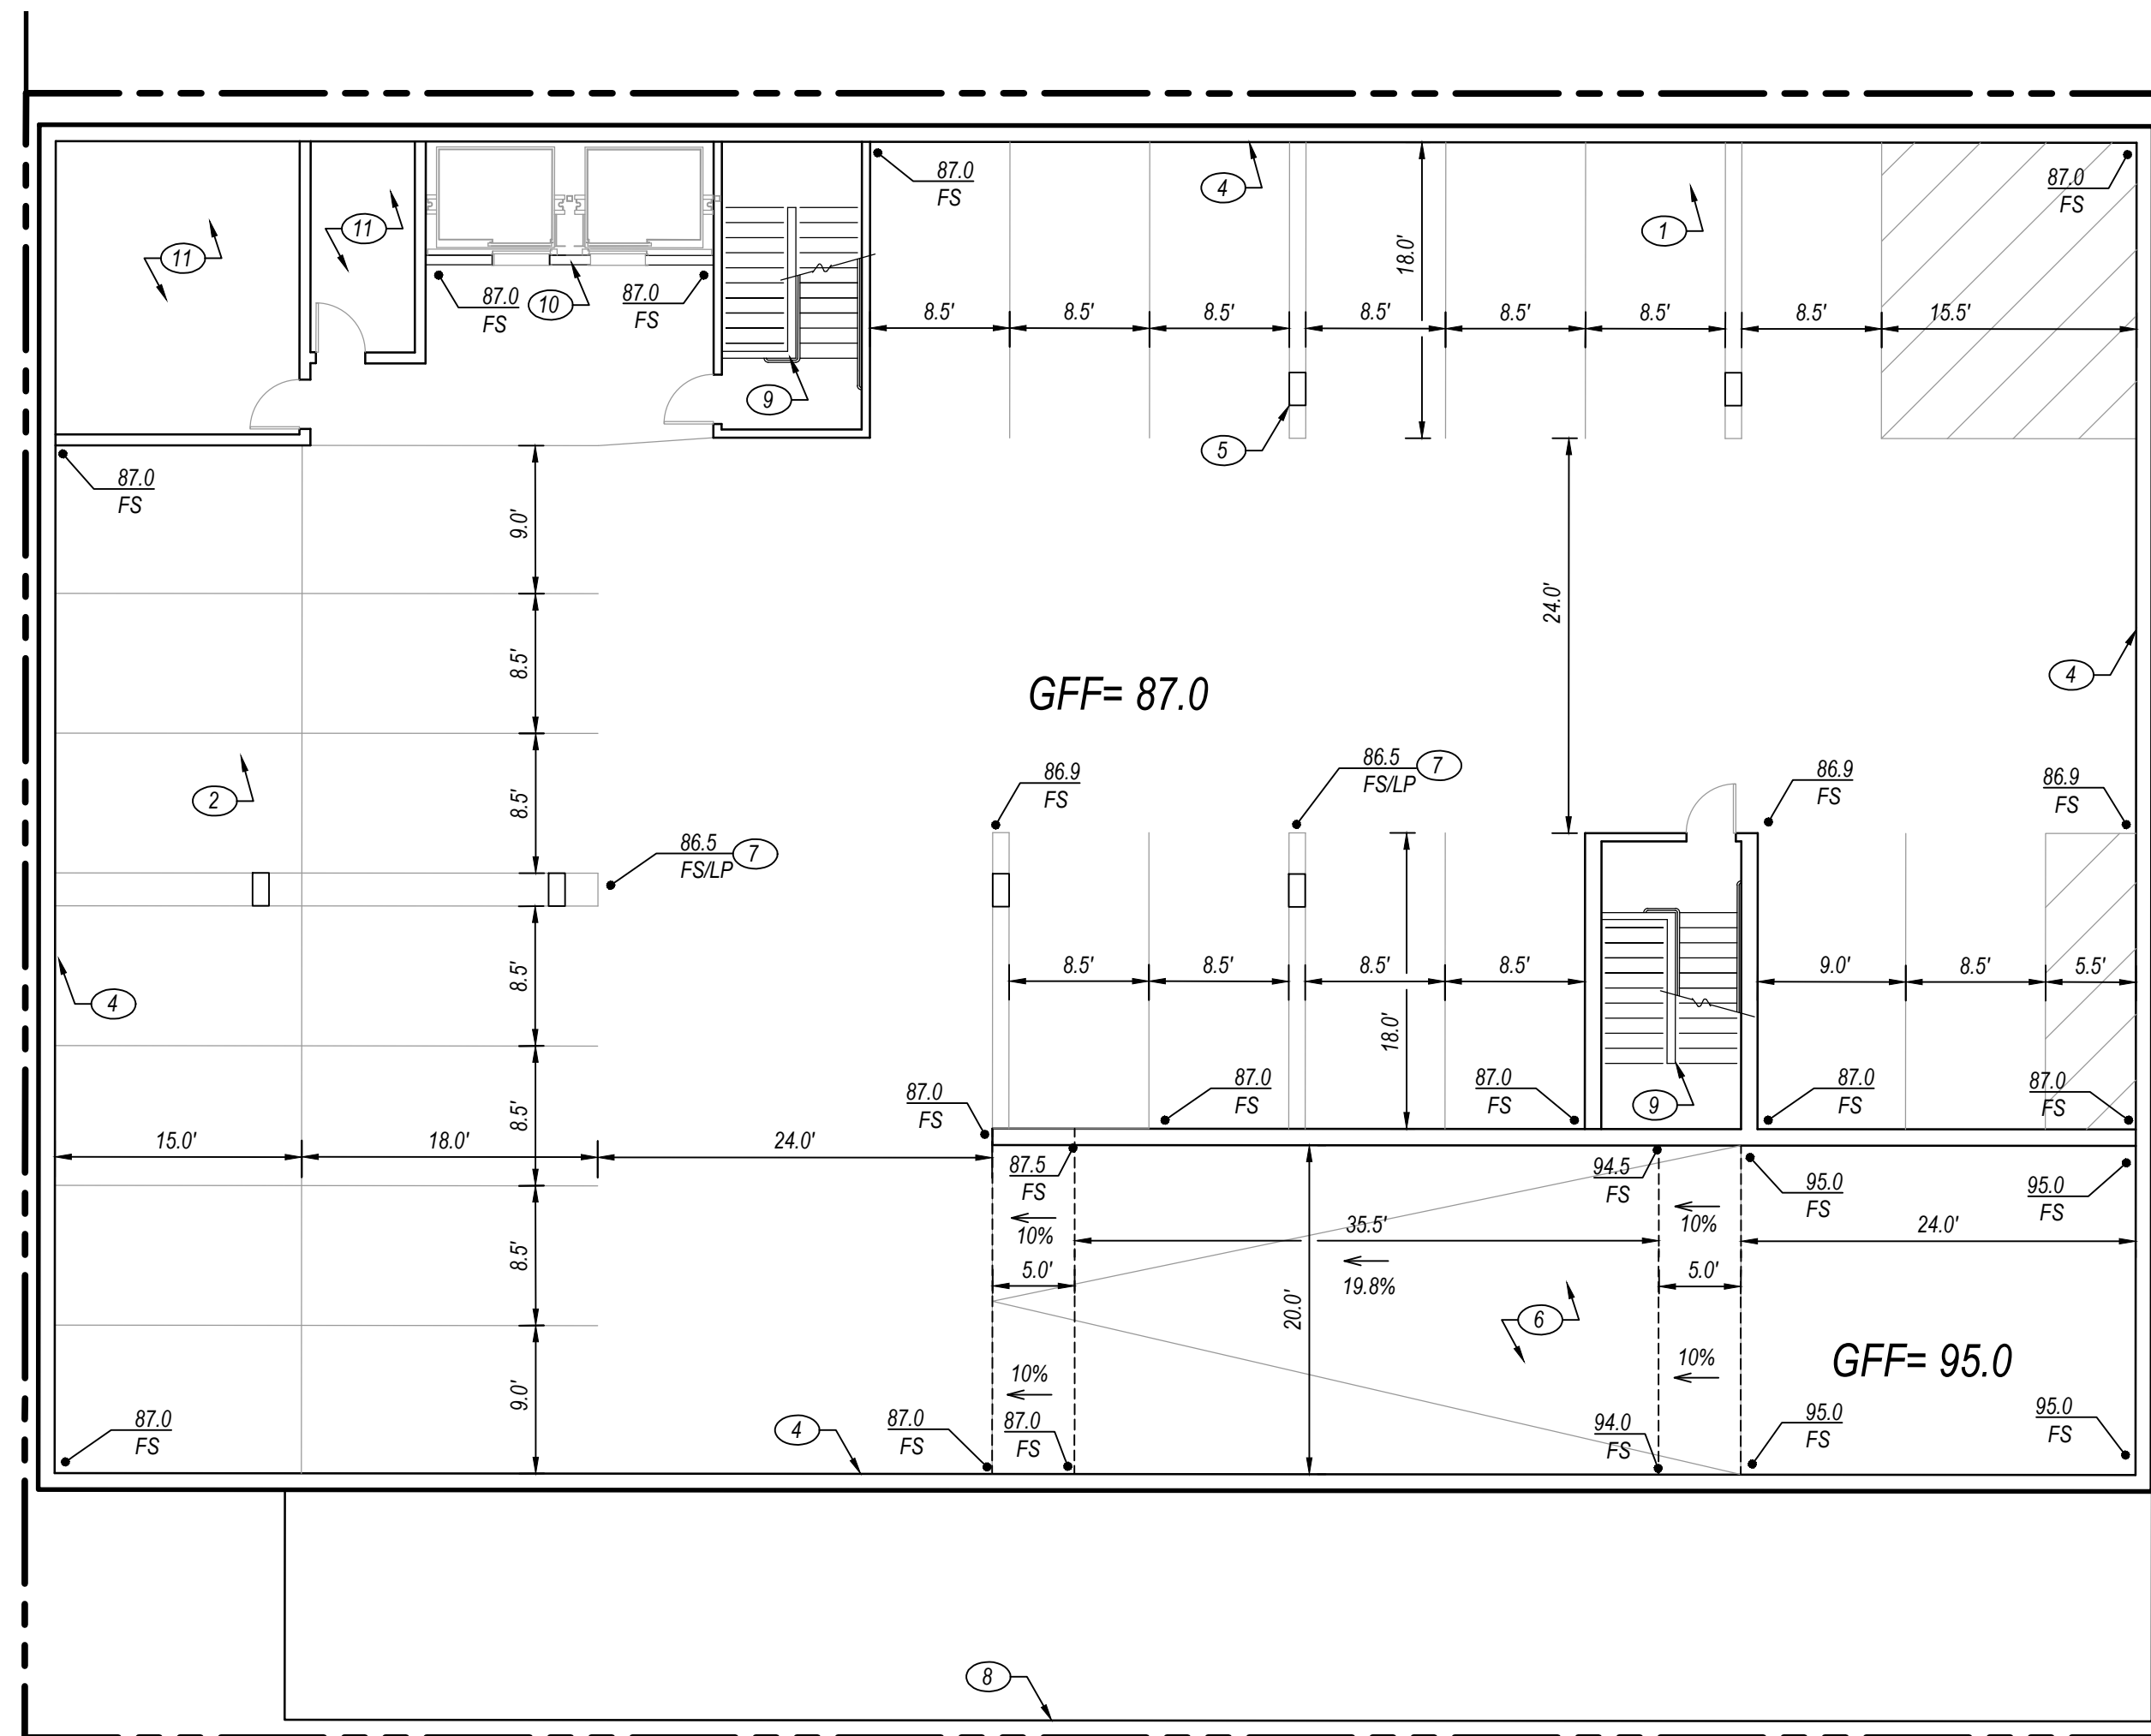 87.0
FS
4
87.0
FS
11
11
1
18.0'
87.0
FS
10
87.0
FS
8.5'
8.5'
8.5'
8.5'
8.5'
8.5'
8.5'
15.5'
9
5
87.0
FS
9.0'
24.0'
8.5'
GFF= 87.0
4
2
8.5'
86.9
FS
86.5
FS/LP
7
86.9
FS
86.9
FS
86.5
FS/LP
7
4
8.5'
8.5'
8.5'
8.5'
8.5'
9.0'
8.5'
5.5'
18.0'
87.0
FS
87.0
FS
87.0
FS
9
87.0
FS
87.0
FS
8.5'
15.0'
18.0'
24.0'
87.5
FS
94.5
FS
95.0
FS
95.0
FS
10%
35.5'
10%
24.0'
8.5'
5.0'
19.8%
5.0'
20.0'
6
10%
10%
GFF= 95.0
9.0'
87.0
FS
4
87.0
FS
87.0
FS
94.0
FS
95.0
FS
95.0
FS
8